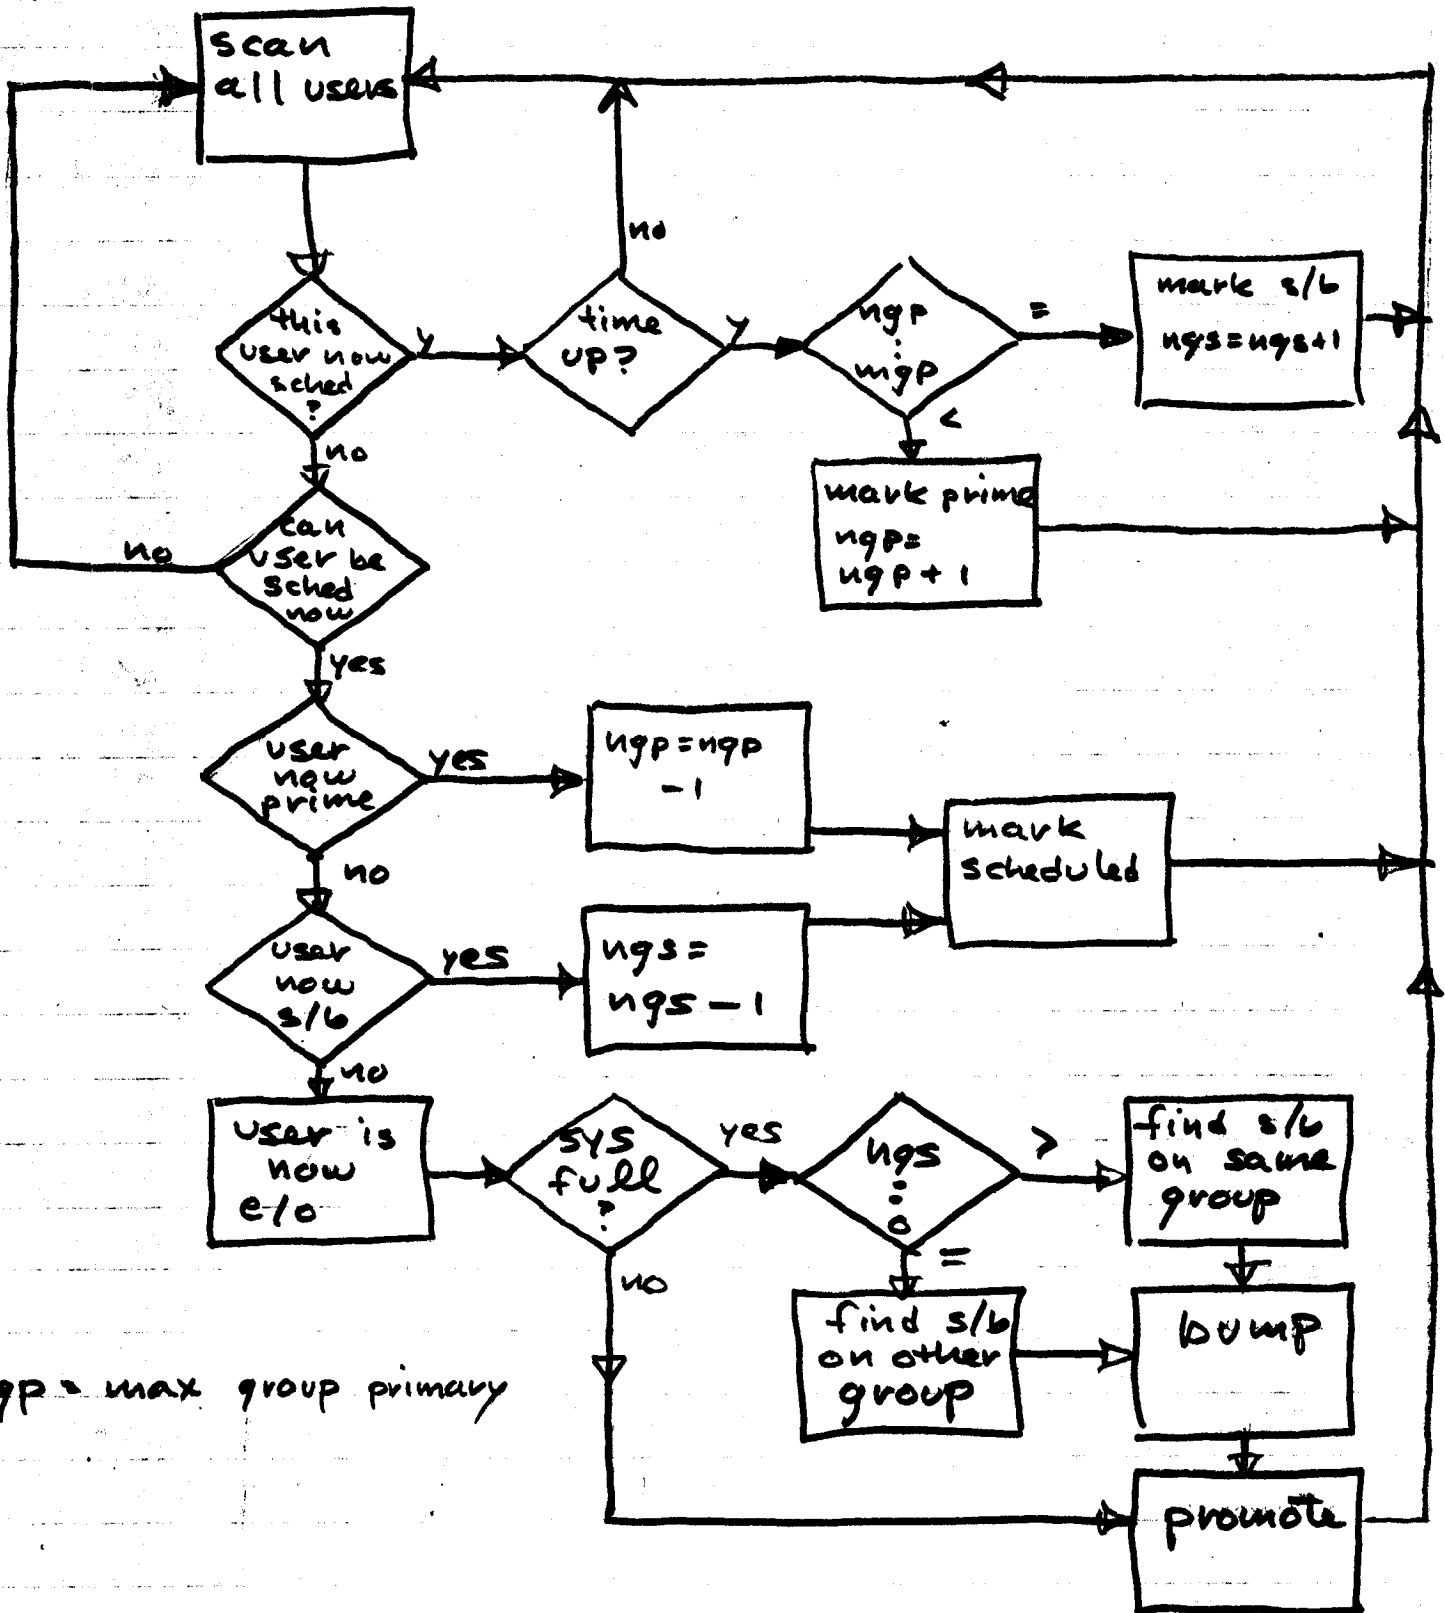 scan
all users
no
this
user now
sched
?
y
time
up?
y
ngp
:
mgp
=
mark s/b
ngs=ngs+1
<
no
mark prime
ngp=
ngp + 1
can
user be
sched
now
no
yes
user
now
prime
yes
ngp=ngp
-1
mark
scheduled
no
user
now
s/b
yes
ngs=
ngs-1
no
user is
now
e/o
sys
full
?
yes
ngs
:
0
>
find s/b
on same
group
no
=
find s/b
on other
group
bump
gp = max group primary
promote